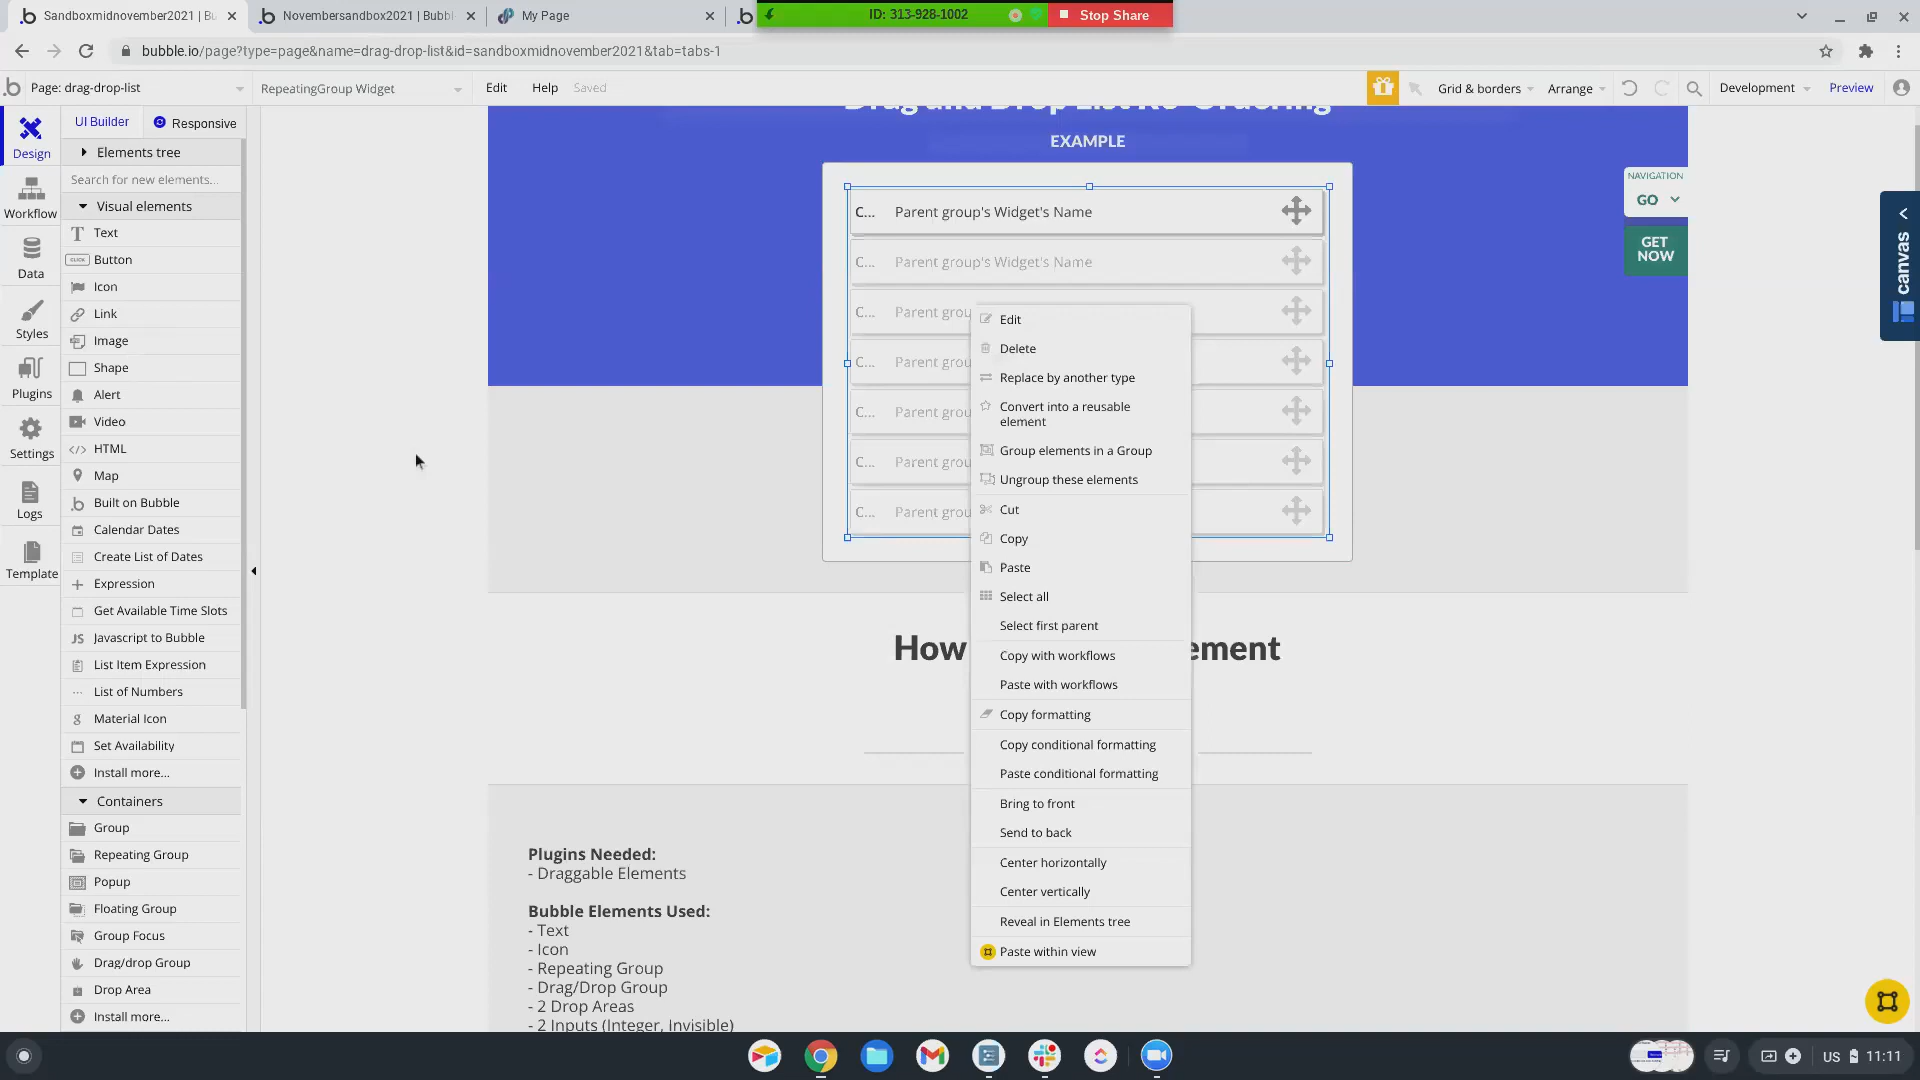 Sandboxmidnovember2021 | Bu
Novembersandbox2021 | Bubbl
My Page
ID: 313-928-1002
Stop Share
bubble.io/page?type=page&name=drag-drop-list&id=sandboxmidnovember2021&tab=tabs-1
Page: drag-drop-list
RepeatingGroup Widget
Edit
Help
Saved
Grid & borders
Arrange
Development
Preview
UI Builder
Responsive
Design
Workflow
Data
Styles
Plugins
Settings
Logs
Template
Elements tree
Search for new elements...
Visual elements
Text
CLICK
Button
Icon
Link
Image
Shape
Alert
Video
HTML
Map
Built on Bubble
Calendar Dates
Create List of Dates
Expression
Get Available Time Slots
JS Javascript to Bubble
List Item Expression
List of Numbers
Material Icon
Set Availability
Install more...
Containers
Group
Repeating Group
Popup
Floating Group
Group Focus
Drag/drop Group
Drop Area
Install more...
Drag and Drop List Re-Ordering
EXAMPLE
C... Parent group's Widget's Name
C... Parent group's Widget's Name
C... Parent grou
C... Parent grou
C... Parent grou
C... Parent grou
C... Parent grou
Edit
Delete
Replace by another type
Convert into a reusable
element
Group elements in a Group
Ungroup these elements
Cut
Copy
Paste
Select all
Select first parent
Copy with workflows
Paste with workflows
Copy formatting
Copy conditional formatting
Paste conditional formatting
Bring to front
Send to back
Center horizontally
Center vertically
Reveal in Elements tree
Paste within view
NAVIGATION
GO
GET
NOW
canvas
How ement
Plugins Needed:
- Draggable Elements
Bubble Elements Used:
- Text
- Icon
- Repeating Group
- Drag/Drop Group
- 2 Drop Areas
- 2 Inputs (Integer, Invisible)
US
11:11